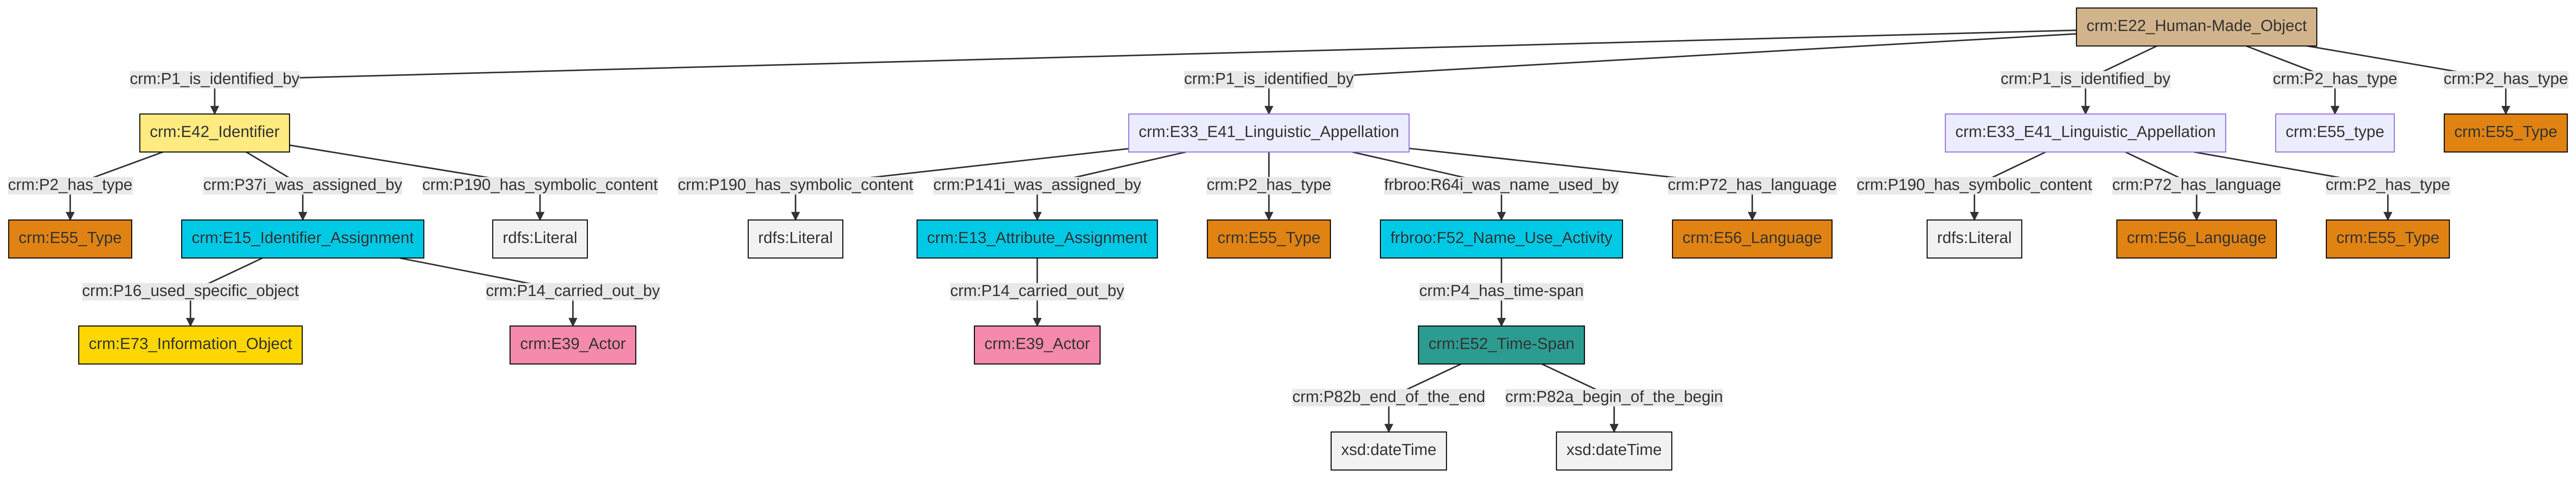 crm:E22_Human-Made_Object
crm:P1_is_identified_by
crm:P1_is_identified_by
crm:P1_is_identified_by
crm:P2_has_type
crm:P2_has_type
crm:E42_Identifier
crm:E33_E41_Linguistic_Appellation
crm:E33_E41_Linguistic_Appellation
crm:E55_type
crm:E55_Type
crm:P2_has_type
crm:P37i_was_assigned_by
crm:P190_has_symbolic_content
crm:P190_has_symbolic_content
crm:P141i_was_assigned_by
crm:P2_has_type
frbroo:R64i_was_name_used_by
crm:P72_has_language
crm:P190_has_symbolic_content
crm:P72_has_language
crm:P2_has_type
crm:E55_Type
crm:E15_Identifier_Assignment
rdfs:Literal
rdfs:Literal
crm:E13_Attribute_Assignment
crm:E55_Type
frbroo:F52_Name_Use_Activity
crm:E56_Language
rdfs:Literal
crm:E56_Language
crm:E55_Type
crm:P16_used_specific_object
crm:P14_carried_out_by
crm:P14_carried_out_by
crm:P4_has_time-span
crm:E73_Information_Object
crm:E39_Actor
crm:E39_Actor
crm:E52_Time-Span
crm:P82b_end_of_the_end
crm:P82a_begin_of_the_begin
xsd:dateTime
xsd:dateTime